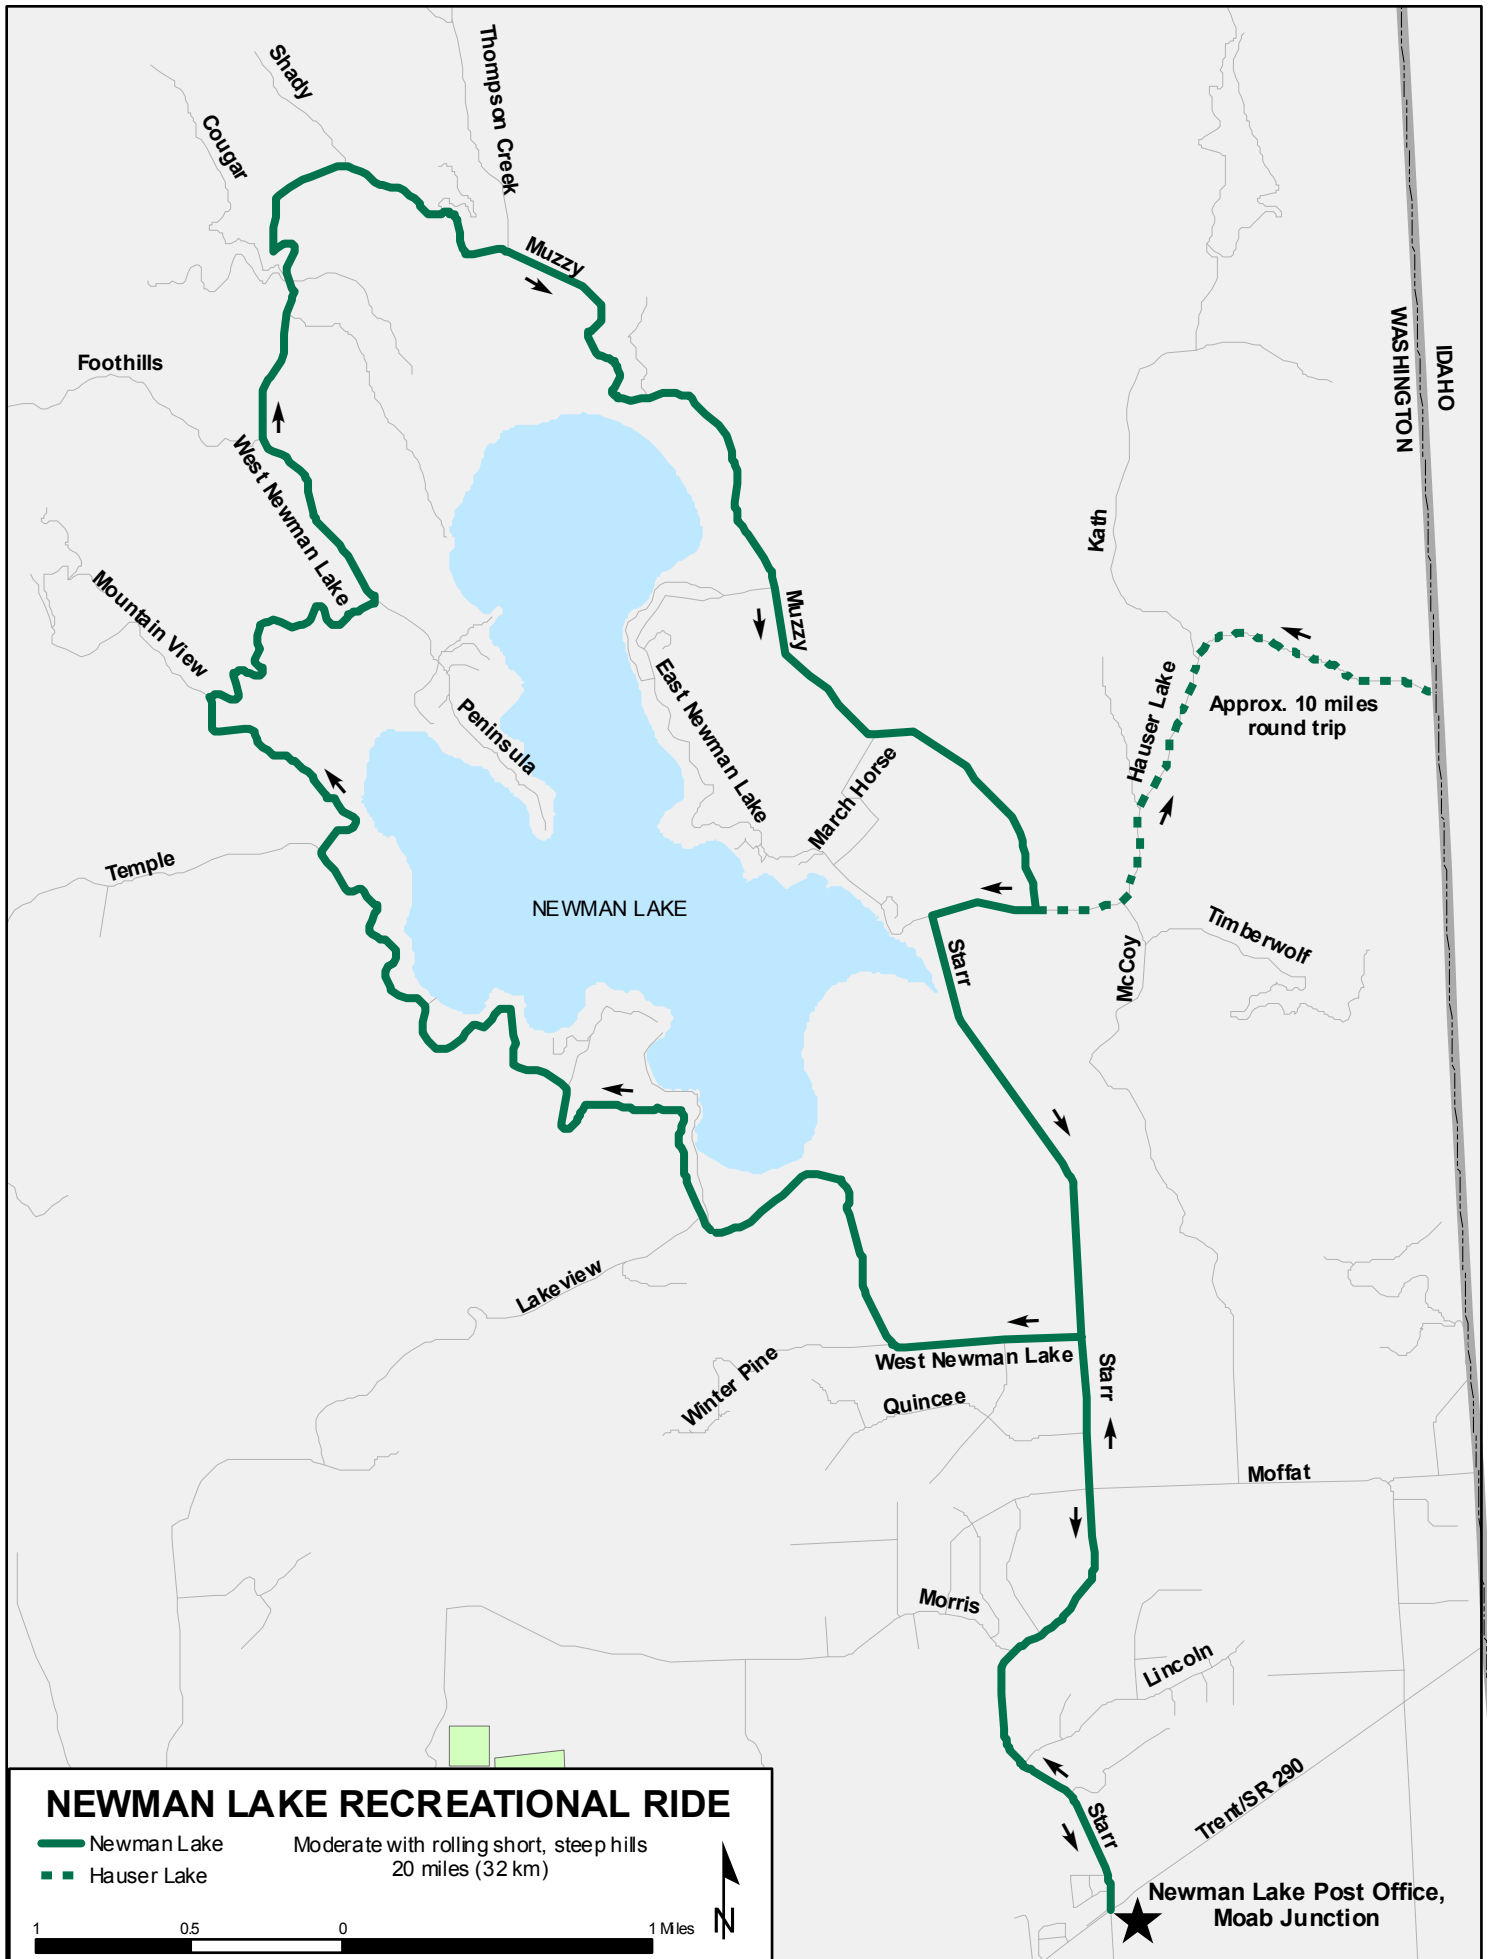 Shady
Thompson Creek
Cougar
Muzzy
Foothills
WASHINGTON
IDAHO
West Newman Lake
Kath
Mountain View
Muzzy
East Newman Lake
Hauser Lake
Approx. 10 miles
round trip
Peninsula
March Horse
Temple
NEWMAN LAKE
Timberwolf
Starr
McCoy
Lakeview
West Newman Lake
Starr
Winter Pine
Quincee
Moffat
Morris
Lincoln
Trent/SR 290
Starr
NEWMAN LAKE RECREATIONAL RIDE
Newman Lake
Hauser Lake
Moderate with rolling short, steep hills
20 miles (32 km)
N
1 0.5 0 1 Miles
Newman Lake Post Office,
Moab Junction